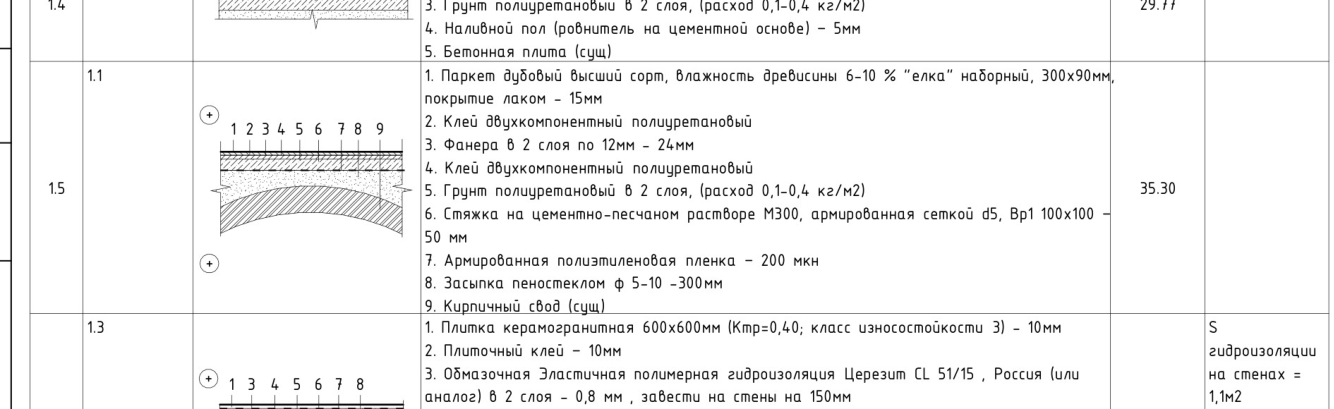 1.4
3. Грунт полиуретановый в 2 слоя, (расход 0,1-0,4 кг/м2)
29.77
4. Наливной пол (ровнитель на цементной основе) - 5мм
5. Бетонная плита (сущ)
1.5
1.1
+
1 2 3 4 5 6 7 8 9
+
1. Паркет дубовый высший сорт, влажность древисины 6-10 % "елка" наборный, 300х90мм,
покрытие лаком - 15мм
2. Клей двухкомпонентный полиуретановый
3. Фанера в 2 слоя по 12мм - 24мм
4. Клей двухкомпонентный полиуретановый
5. Грунт полиуретановый в 2 слоя, (расход 0,1-0,4 кг/м2)
6. Стяжка на цементно-песчаном растворе М300, армированная сеткой d5, Вр1 100х100 -
50 мм
7. Армированная полиэтиленовая пленка - 200 мкн
8. Засыпка пеностеклом ф 5-10 -300мм
9. Кирпичный свод (сущ)
35.30
1.3
+
1 3 4 5 6 7 8
1. Плитка керамогранитная 600х600мм (Ктр=0,40; класс износостойкости 3) - 10мм
2. Плиточный клей - 10мм
3. Обмазочная Эластичная полимерная гидроизоляция Церезит CL 51/15 , Россия (или
аналог) в 2 слоя - 0,8 мм , завести на стены на 150мм
S
гидроизоляции
на стенах =
1,1м2